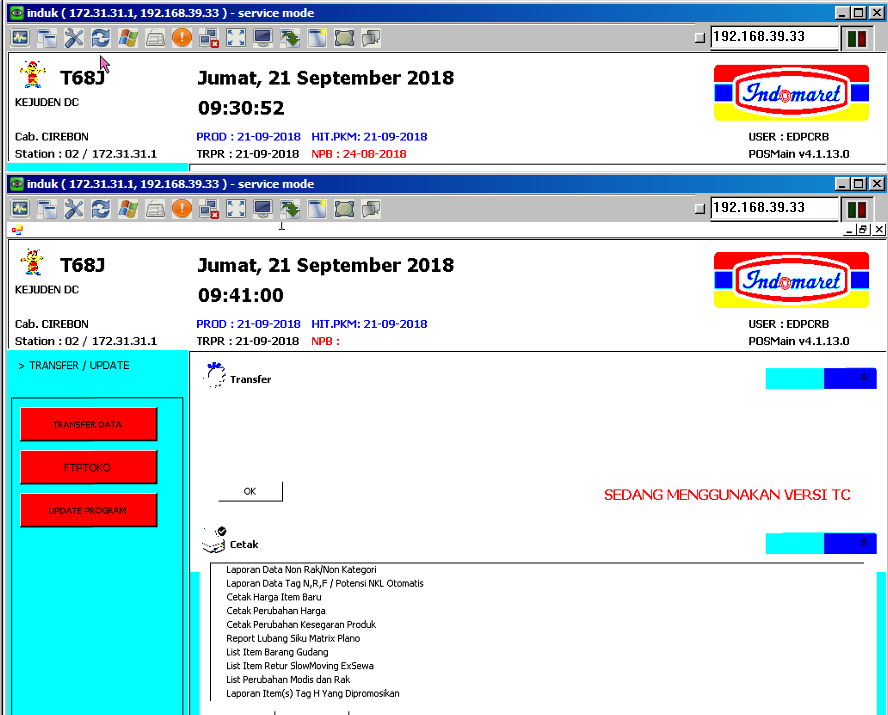 induk ( 172.31.31.1, 192.168.39.33 ) - service mode
192.168.39.33
T68J
KEJUDEN DC
Jumat, 21 September 2018
09:30:52
Indomaret
Cab. CIREBON
PROD : 21-09-2018 HIT.PKM: 21-09-2018
USER : EDPCRB
Station : 02 / 172.31.31.1
TRPR : 21-09-2018 NPB : 24-08-2018
POSMain v4.1.13.0
induk ( 172.31.31.1, 192.168.39.33 ) - service mode
192.168.39.33
T68J
KEJUDEN DC
Jumat, 21 September 2018
09:41:00
Indomaret
Cab. CIREBON
PROD : 21-09-2018 HIT.PKM: 21-09-2018
USER : EDPCRB
Station : 02 / 172.31.31.1
TRPR : 21-09-2018 NPB :
POSMain v4.1.13.0
> TRANSFER / UPDATE
TRANSFER DATA
FTPTOKO
UPDATE PROGRAM
Transfer
OK
SEDANG MENGGUNAKAN VERSI TC
Cetak
Laporan Data Non Rak/Non Kategori
Laporan Data Tag N,R,F / Potensi NKL Otomatis
Cetak Harga Item Baru
Cetak Perubahan Harga
Cetak Perubahan Kesegaran Produk
Report Lubang Siku Matrix Plano
List Item Barang Gudang
List Item Retur SlowMoving ExSewa
List Perubahan Modis dan Rak
Laporan Item(s) Tag H Yang Dipromosikan